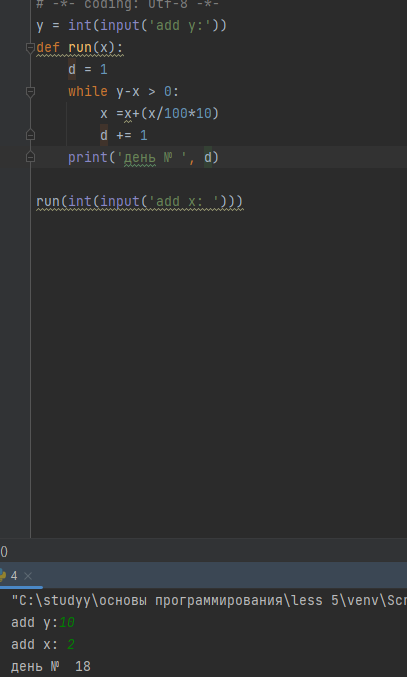 # -*- coding: utf-8 -*-
y = int(input('add y:'))
def run(x):
    d = 1
    while y-x > 0:
        x =x+(x/100*10)
        d += 1
    print('день № ', d)
run(int(input('add x: ')))
()
4 ×
"C:\studyy\основы программирования\less 5\venv\Scr
add y:10
add x: 2
день №  18